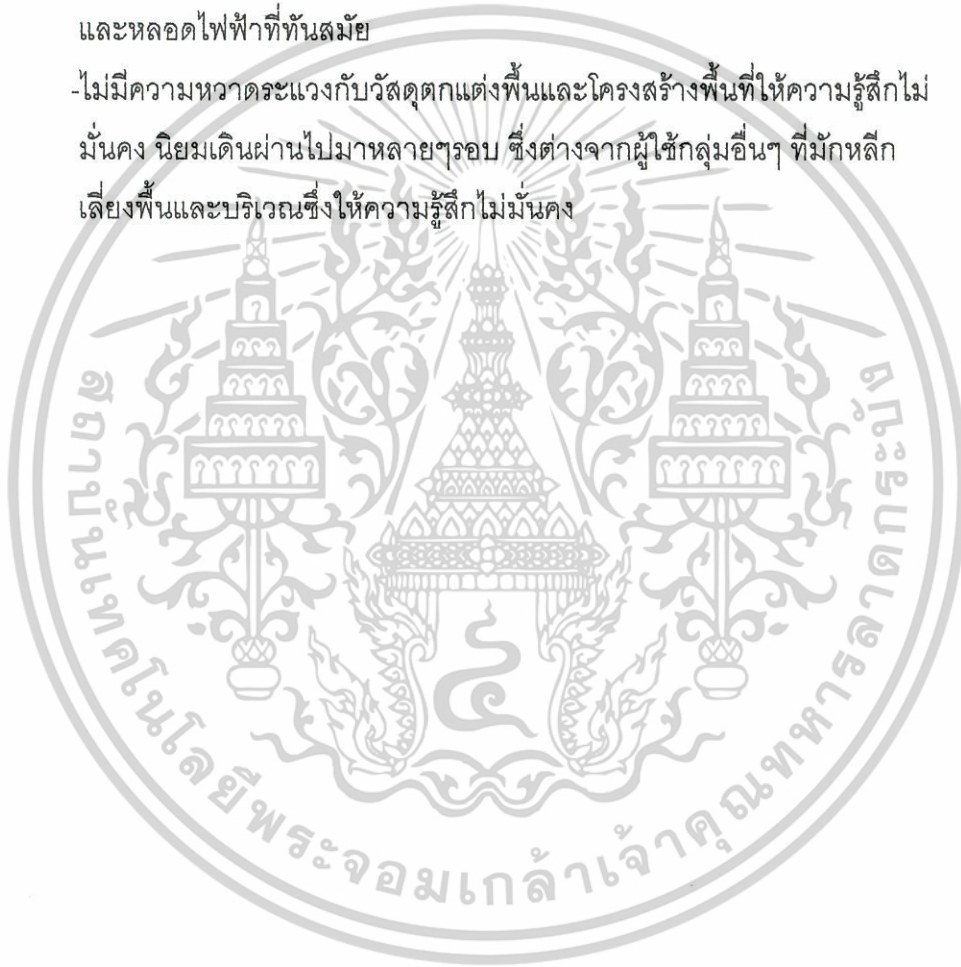 และหลอดไฟฟ้าที่ทันสมัย
-ไม่มีความหวาดระแวงกับวัสดุตกแต่งพื้นและโครงสร้างพื้นที่ให้ความรู้สึกไม่
มั่นคง นิยมเดินผ่านไปมาหลายๆรอบ ซึ่งต่างจากผู้ใช้กลุ่มอื่นๆ ที่มักหลีก
เลี่ยงพื้นและบริเวณซึ่งให้ความรู้สึกไม่มั่นคง
๔
สถาบันเทคโนโลยีพระจอมเกล้าเจ้าคุณทหารลาดกระบัง